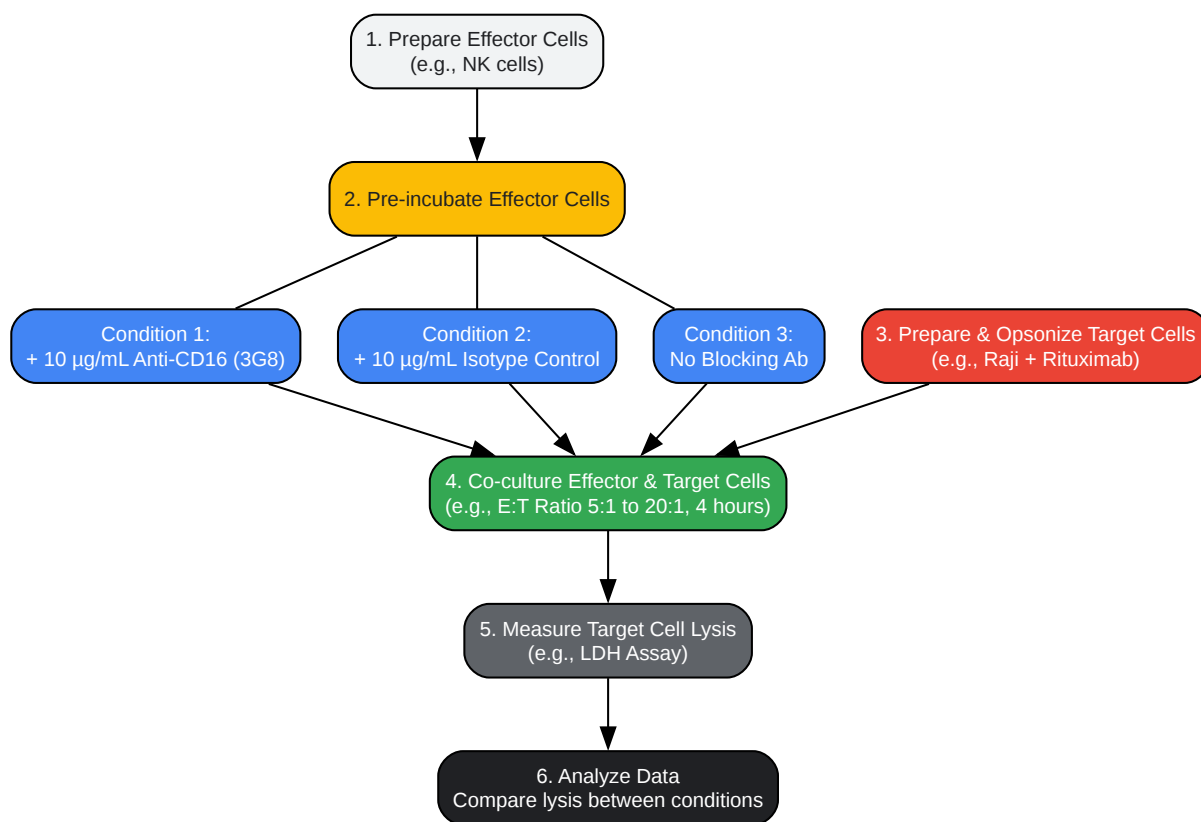 1. Prepare Effector Cells
(e.g., NK cells)
2. Pre-incubate Effector Cells
Condition 1:
+ 10 µg/mL Anti-CD16 (3G8)
Condition 2:
+ 10 µg/mL Isotype Control
Condition 3:
No Blocking Ab
3. Prepare & Opsonize Target Cells
(e.g., Raji + Rituximab)
4. Co-culture Effector & Target Cells
(e.g., E:T Ratio 5:1 to 20:1, 4 hours)
5. Measure Target Cell Lysis
(e.g., LDH Assay)
6. Analyze Data
Compare lysis between conditions